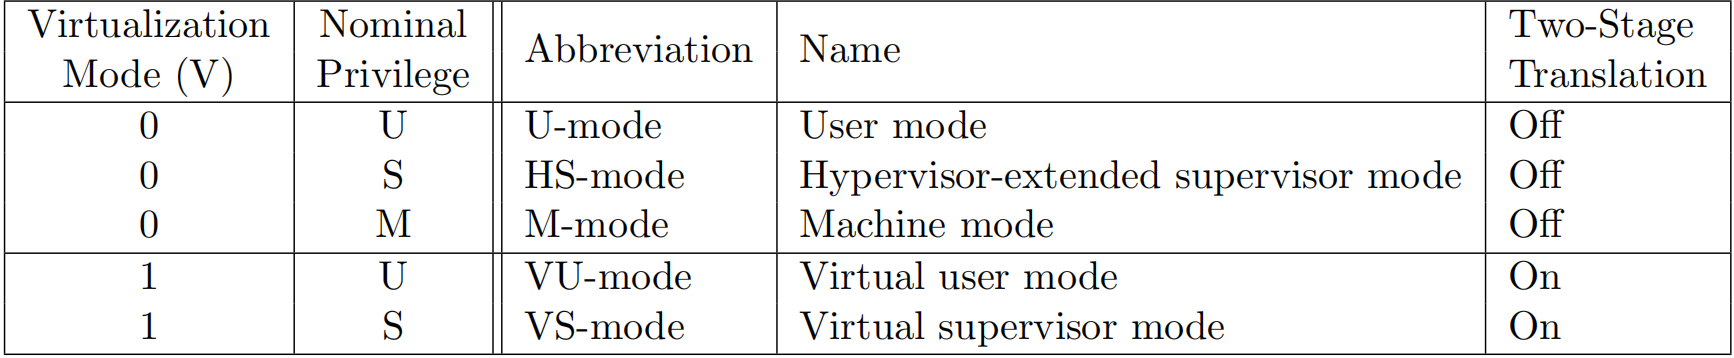 Virtualization Mode (V) Nominal Privilege Abbreviation Name Two-Stage Translation
0 U U-mode User mode Off
0 S HS-mode Hypervisor-extended supervisor mode Off
0 M M-mode Machine mode Off
1 U VU-mode Virtual user mode On
1 S VS-mode Virtual supervisor mode On